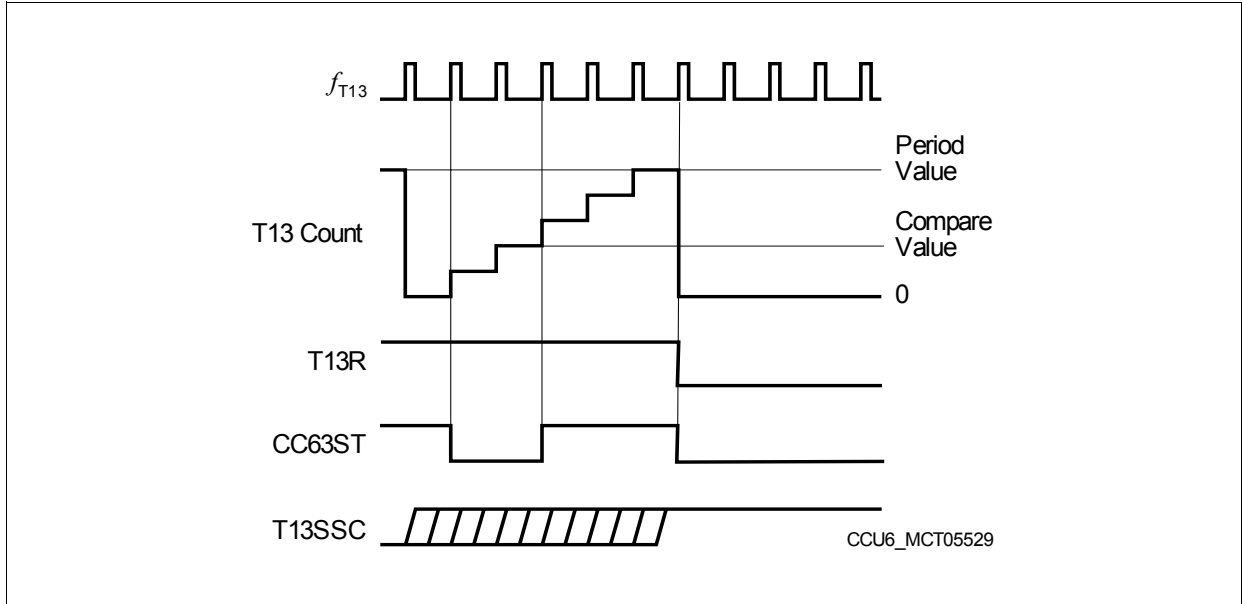 fT13
Period
Value
T13 Count
Compare
Value
0
T13R
CC63ST
T13SSC
CCU6_MCT05529